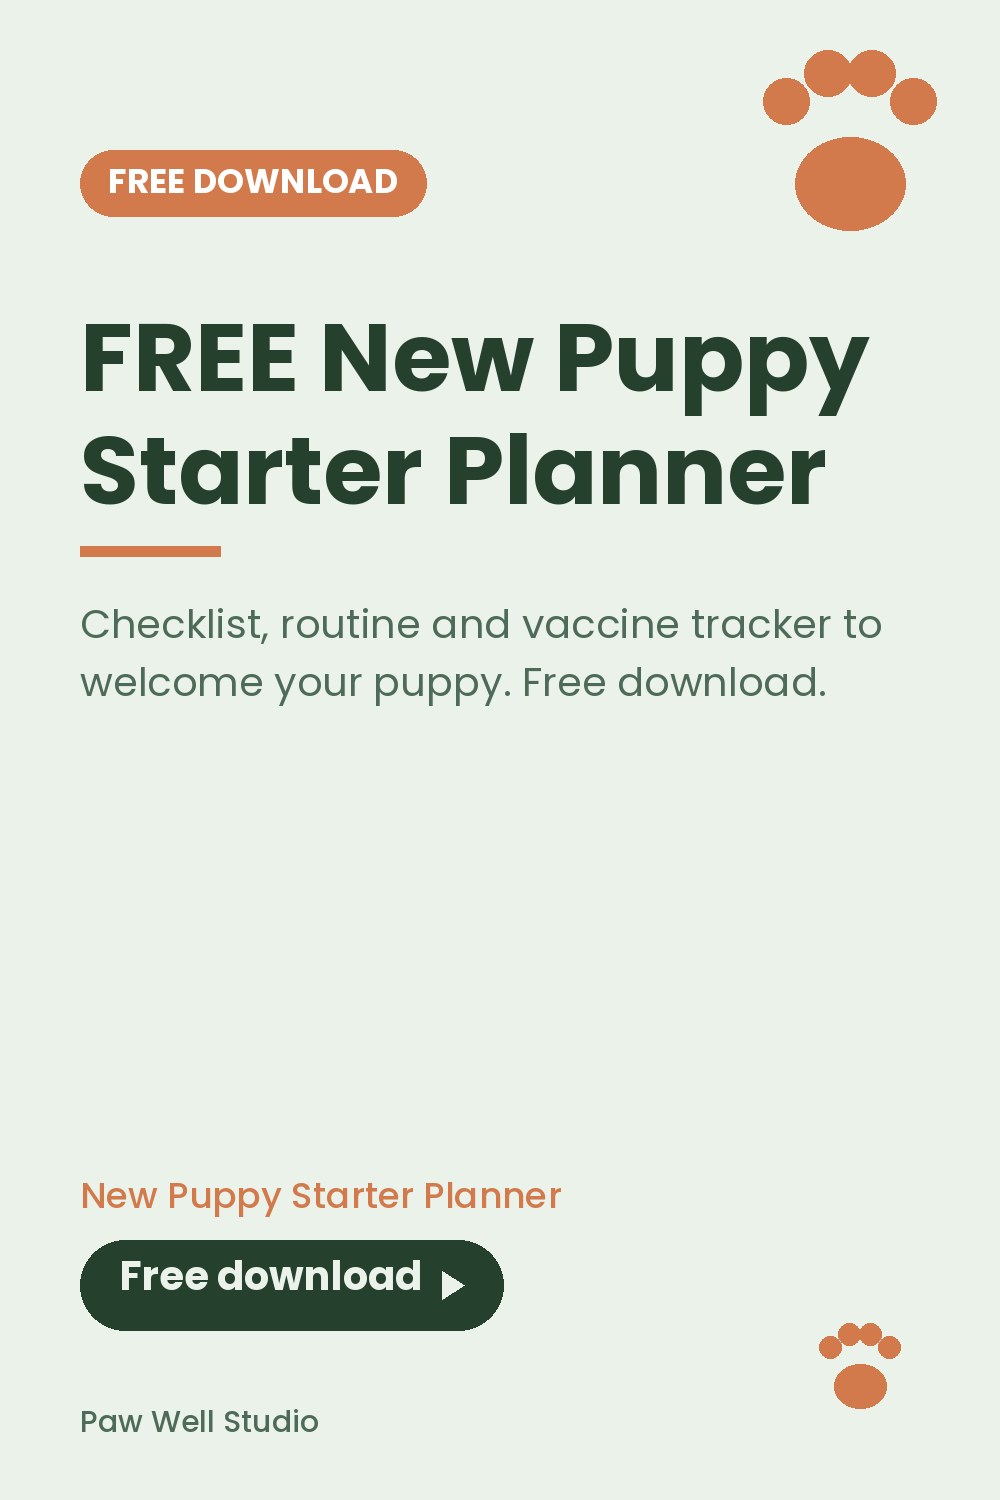 FREE DOWNLOAD
FREE New Puppy
Starter Planner
Checklist, routine and vaccine tracker to
welcome your puppy. Free download.
New Puppy Starter Planner
Free download
Paw Well Studio